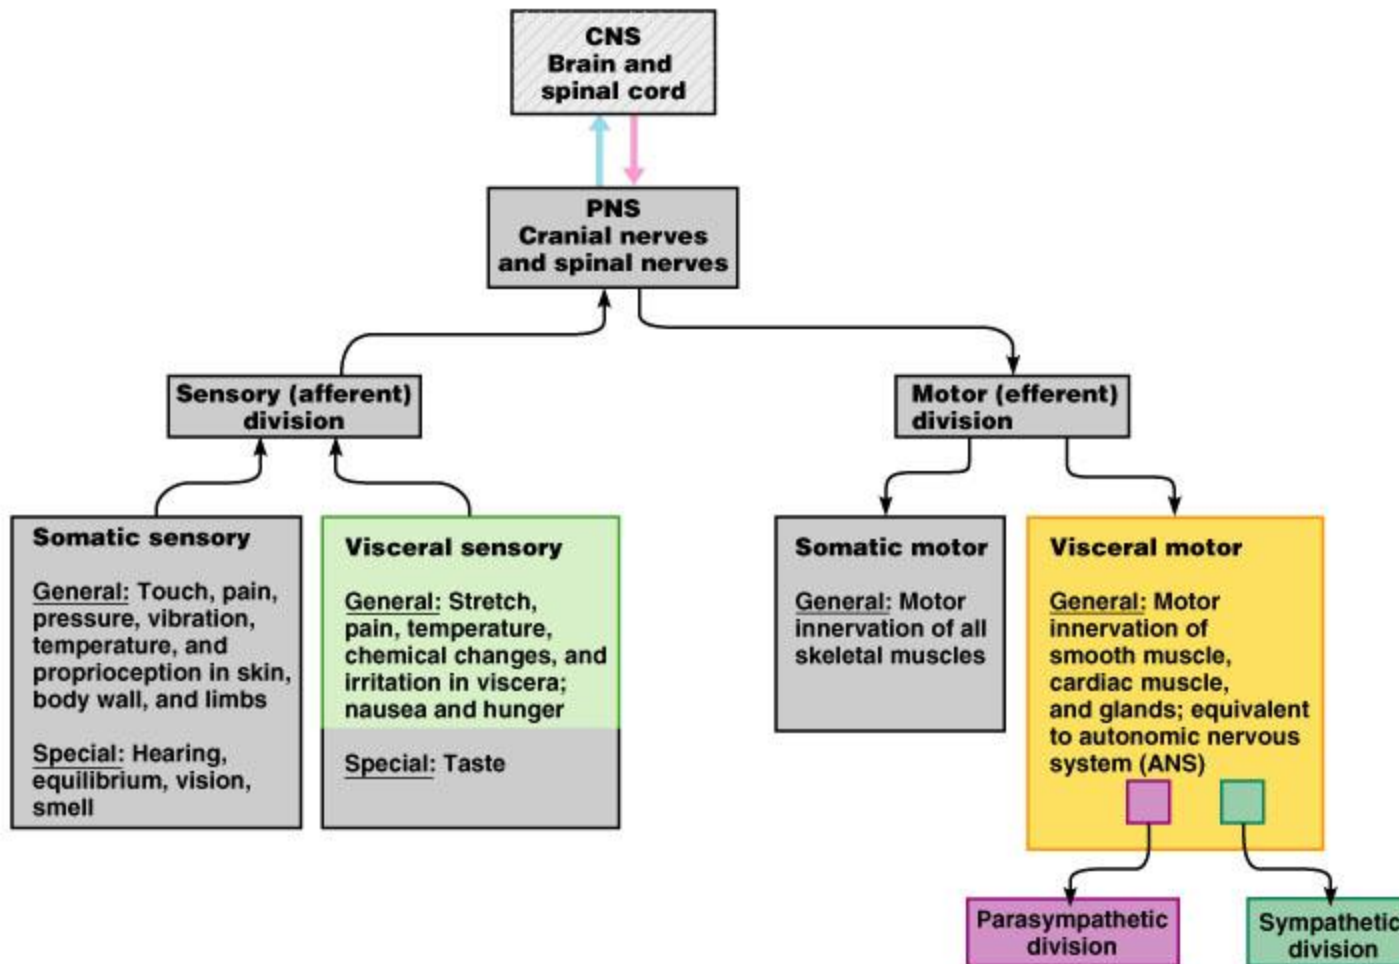 CNS
Brain and
spinal cord
PNS
Cranial nerves
and spinal nerves
Sensory (afferent)
division
Motor (efferent)
division
Somatic sensory
General: Touch, pain,
pressure, vibration,
temperature, and
proprioception in skin,
body wall, and limbs
Special: Hearing,
equilibrium, vision,
smell
Visceral sensory
General: Stretch,
pain, temperature,
chemical changes, and
irritation in viscera;
nausea and hunger
Special: Taste
Somatic motor
General: Motor
innervation of all
skeletal muscles
Visceral motor
General: Motor
innervation of
smooth muscle,
cardiac muscle,
and glands; equivalent
to autonomic nervous
system (ANS)
Parasympathetic
division
Sympathetic
division